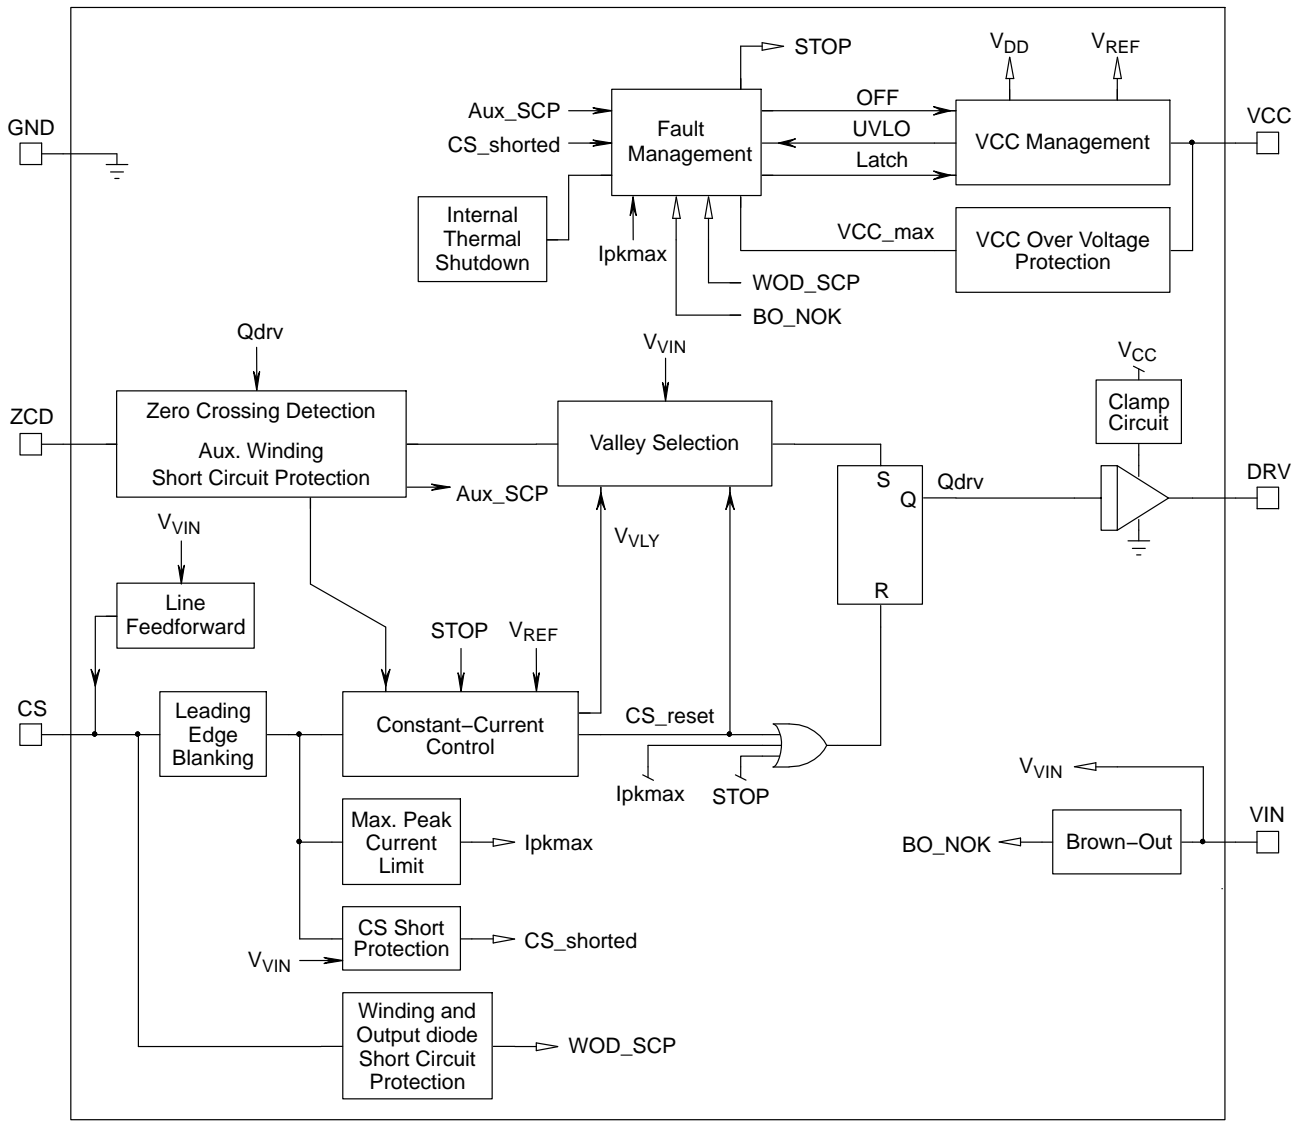 STOP
VDD
VREF
Aux_SCP
OFF
GND
Fault
Management
UVLO
VCC Management
VCC
CS_shorted
Latch
Internal
Thermal
Shutdown
Ipkmax
VCC_max
VCC Over Voltage
Protection
WOD_SCP
BO_NOK
Qdrv
VVIN
VCC
ZCD
Zero Crossing Detection
Aux. Winding
Short Circuit Protection
Valley Selection
Clamp
Circuit
Aux_SCP
S
Q
Qdrv
DRV
VVIN
VVLY
Line
Feedforward
R
STOP
VREF
CS
Leading
Edge
Blanking
Constant–Current
Control
CS_reset
Ipkmax
STOP
VVIN
Max. Peak
Current
Limit
Ipkmax
BO_NOK
Brown–Out
VIN
CS Short
Protection
CS_shorted
VVIN
Winding and
Output diode
Short Circuit
Protection
WOD_SCP